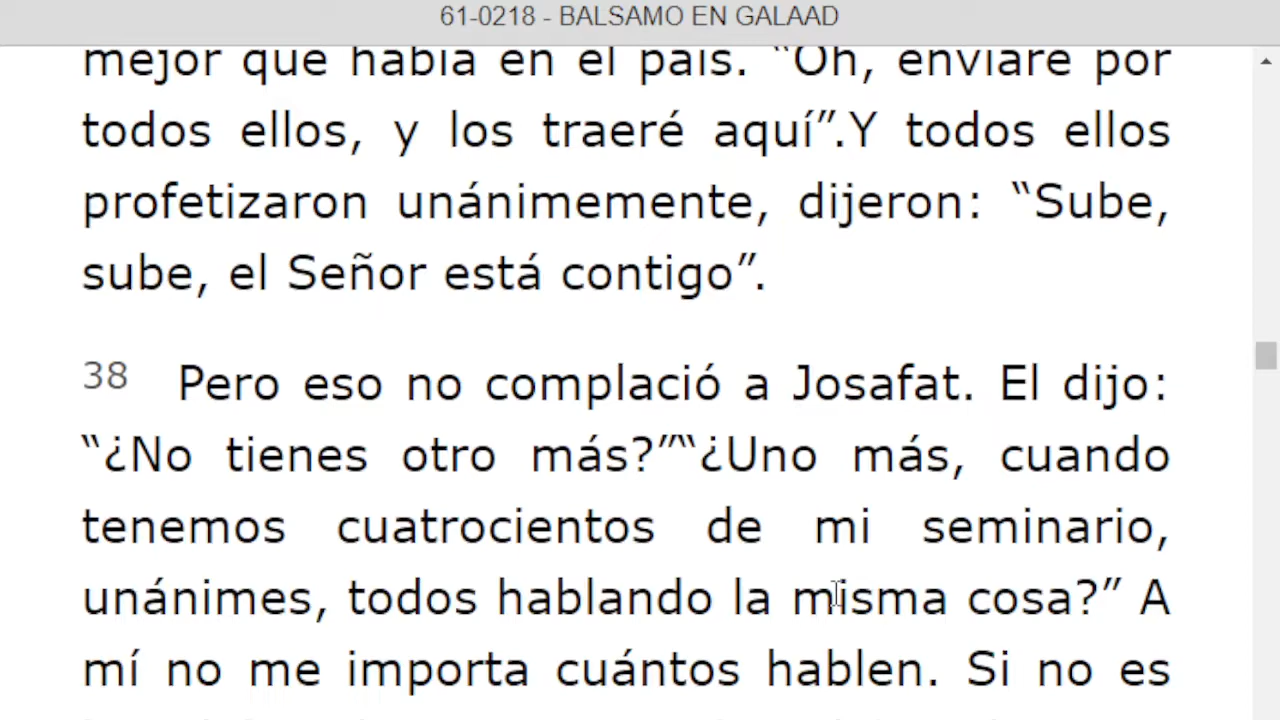 61-0218 - BALSAMO EN GALAAD
mejor que había en el país. “Oh, enviaré por
todos ellos, y los traeré aquí”.Y todos ellos
profetizaron unánimemente, dijeron: “Sube,
sube, el Señor está contigo”.
38 Pero eso no complació a Josafat. El dijo:
“¿No tienes otro más?”“¿Uno más, cuando
tenemos cuatrocientos de mi seminario,
unánimes, todos hablando la misma cosa?” A
mí no me importa cuántos hablen. Si no es